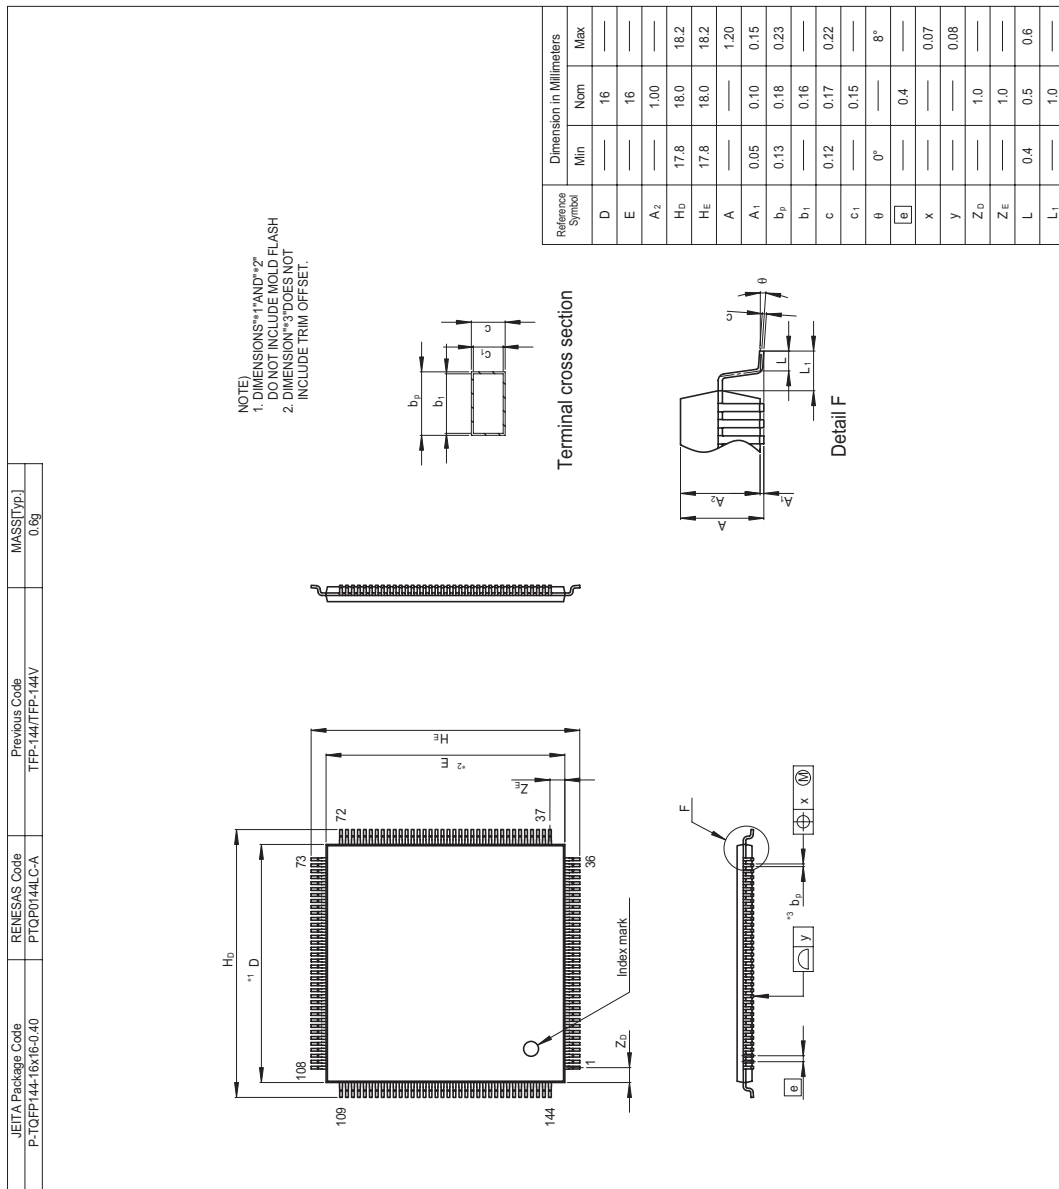 JEITA Package Code RENESAS Code Previous Code MASS[Typ.]
P-TQFP144-16x16-0.40 PTQP0144LC-A TFP-144/TFP-144V 0.6g
NOTE)
1. DIMENSIONS"*1"AND"*2"
DO NOT INCLUDE MOLD FLASH
2. DIMENSION"*3"DOES NOT
INCLUDE TRIM OFFSET.
HD
*1 D
108 73
109 72
HE
*2 E
ZE
144 37
1 36
ZD
Index mark
F
e
y
*3 bp
x M
bp
b1
c1
c
Terminal cross section
A
A2
A1
L
L1
c
θ
Detail F
Reference Symbol Dimension in Millimeters
Min Nom Max
D — 16 —
E — 16 —
A2 — 1.00 —
HD 17.8 18.0 18.2
HE 17.8 18.0 18.2
A — — 1.20
A1 0.05 0.10 0.15
bp 0.13 0.18 0.23
b1 — 0.16 —
c 0.12 0.17 0.22
c1 — 0.15 —
θ 0° — 8°
e — 0.4 —
x — — 0.07
y — — 0.08
ZD — 1.0 —
ZE — 1.0 —
L 0.4 0.5 0.6
L1 — 1.0 —